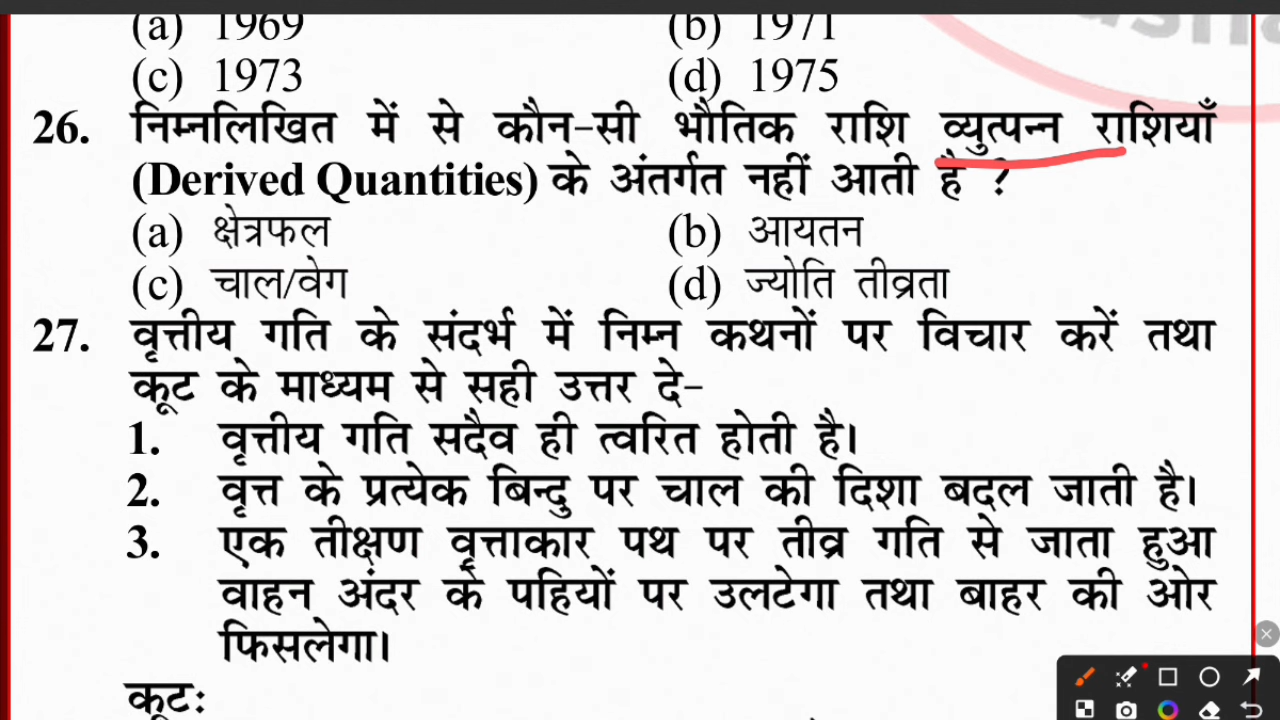 (a) 1969 (b) 1971
(c) 1973 (d) 1975
26. निम्नलिखित में से कौन-सी भौतिक राशि व्युत्पन्न राशियाँ
(Derived Quantities) के अंतर्गत नहीं आती है ?
(a) क्षेत्रफल (b) आयतन
(c) चाल/वेग (d) ज्योति तीव्रता
27. वृत्तीय गति के संदर्भ में निम्न कथनों पर विचार करें तथा
कूट के माध्यम से सही उत्तर दे-
1. वृत्तीय गति सदैव ही त्वरित होती है।
2. वृत्त के प्रत्येक बिन्दु पर चाल की दिशा बदल जाती है।
3. एक तीक्षण वृत्ताकार पथ पर तीव्र गति से जाता हुआ
वाहन अंदर के पहियों पर उलटेगा तथा बाहर की ओर
फिसलेगा।
कूटः